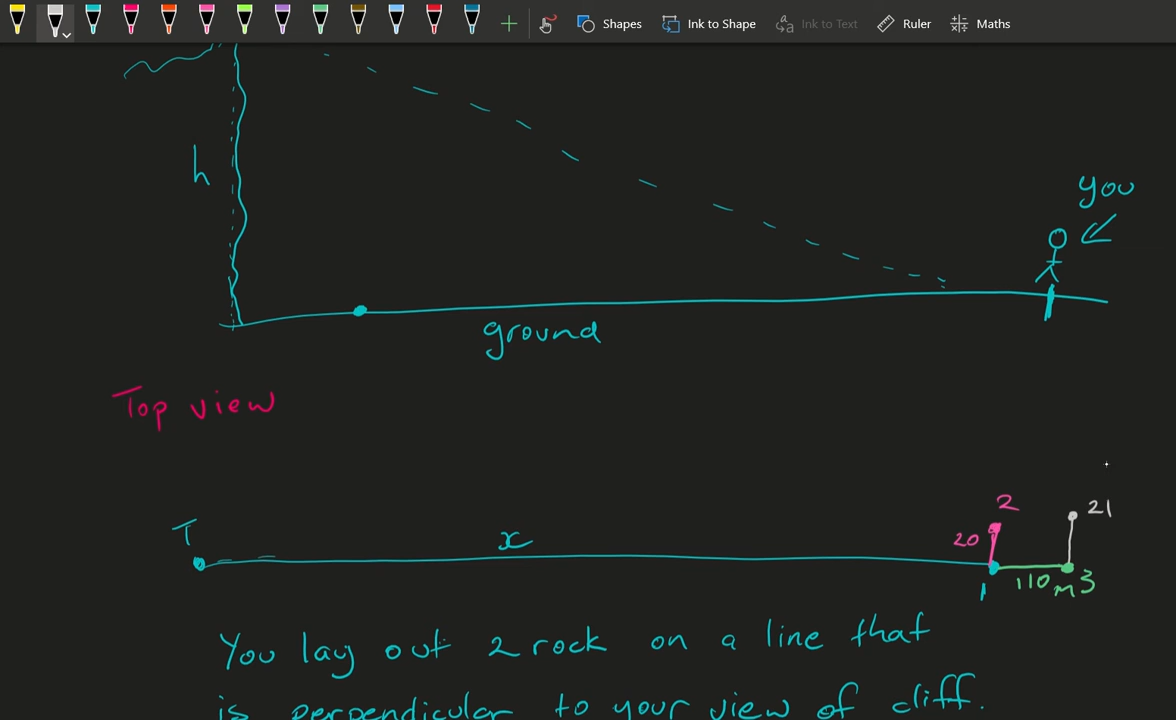 Shapes Ink to Shape Ink to Text Ruler Maths
h
you
ground
Top view
T
x
20
2
21
1
110m
3
You lay out 2 rock on a line that
is perpendicular to your view of cliff.